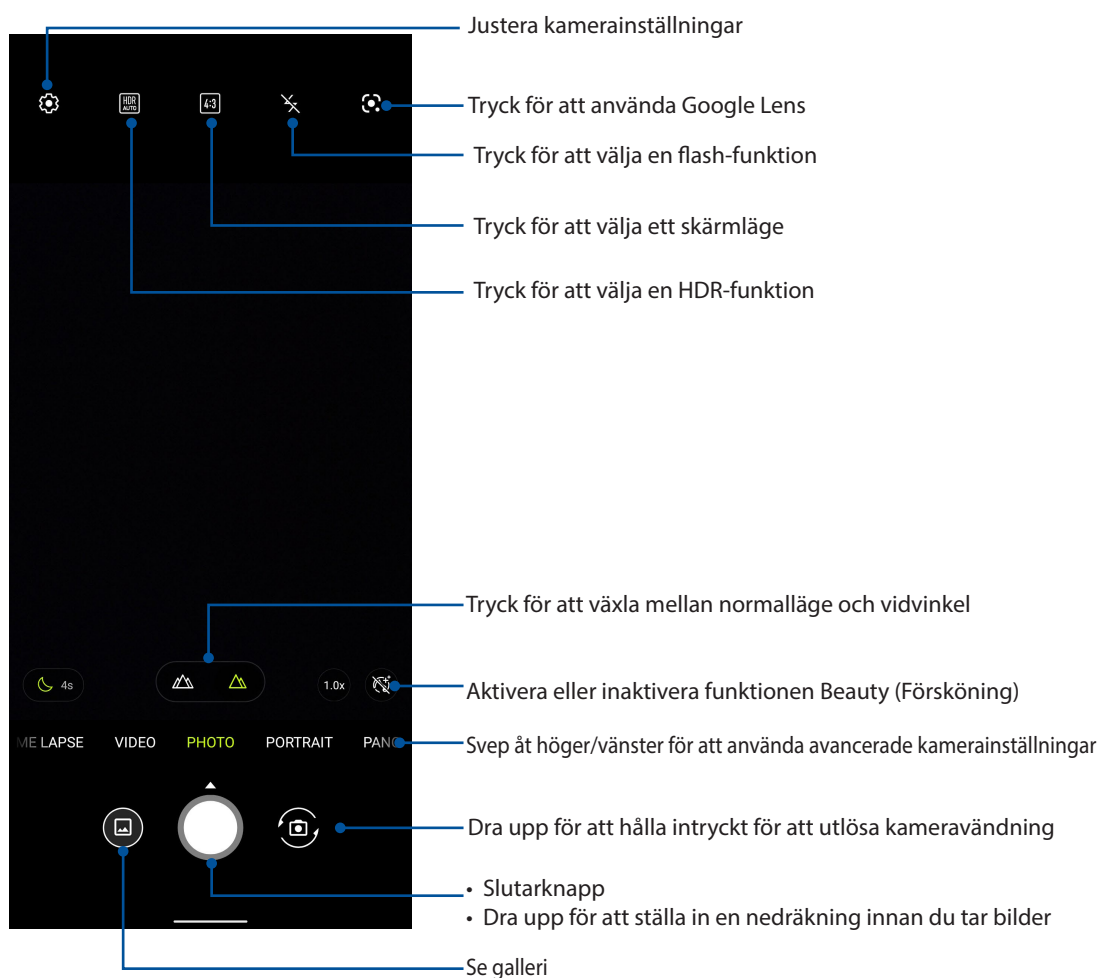 Justera kamerainställningar
HDR
AUTO
4:3
Tryck för att använda Google Lens
Tryck för att välja en flash-funktion
Tryck för att välja ett skärmläge
Tryck för att välja en HDR-funktion
Tryck för att växla mellan normalläge och vidvinkel
4s
1.0x
Aktivera eller inaktivera funktionen Beauty (Försköning)
ME LAPSE VIDEO PHOTO PORTRAIT PANO
Svep åt höger/vänster för att använda avancerade kamerainställningar
Dra upp för att hålla intryckt för att utlösa kameravändning
• Slutarknapp
• Dra upp för att ställa in en nedräkning innan du tar bilder
Se galleri